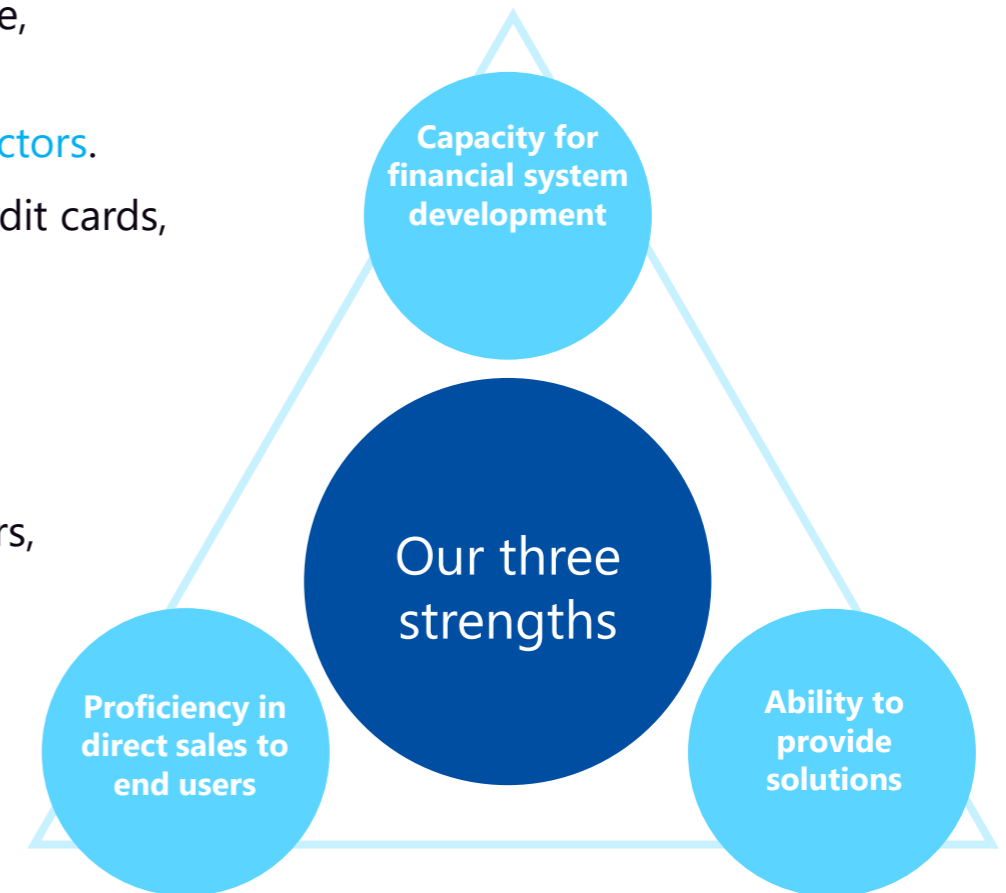 e,
ctors.
dit cards,
rs,
Capacity for
financial system
development
Our three
strengths
Proficiency in
direct sales to
end users
Ability to
provide
solutions